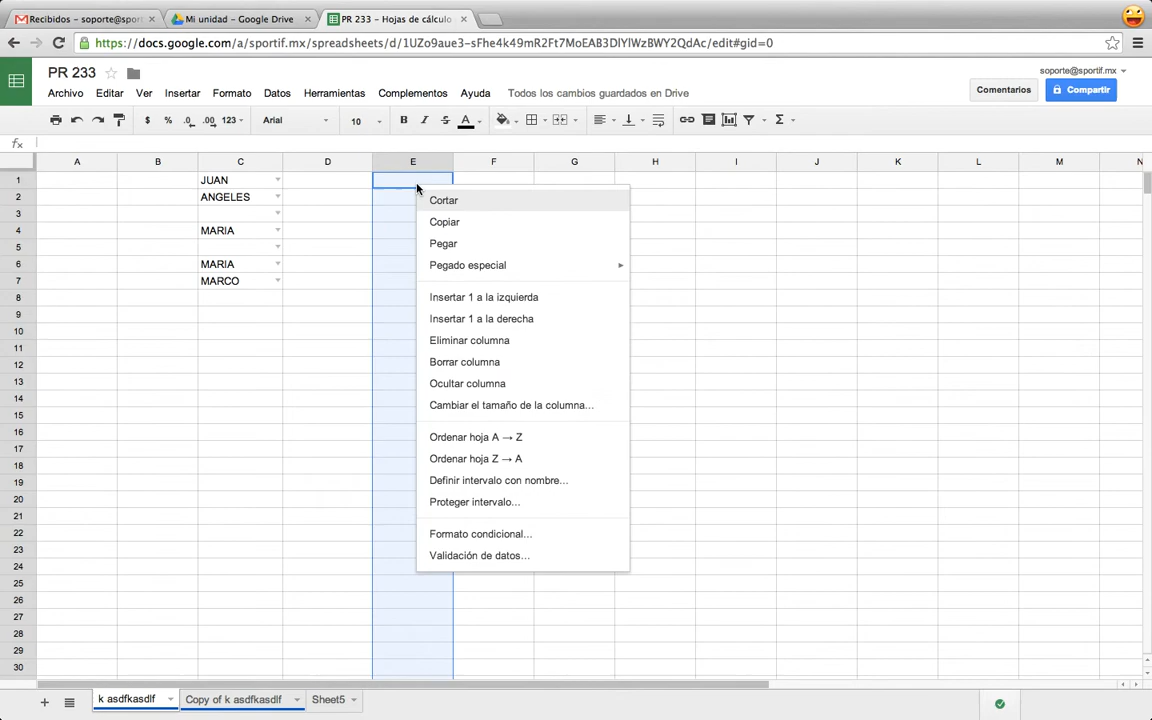 Recibidos – soporte@spor
Mi unidad – Google Drive
PR 233 – Hojas de cálculo
https://docs.google.com/a/sportif.mx/spreadsheets/d/1UZo9aue3-sFhe4k49mR2Ft7MoEAB3DlYlWzBWY2QdAc/edit#gid=0
PR 233
soporte@sportif.mx
Archivo Editar Ver Insertar Formato Datos Herramientas Complementos Ayuda Todos los cambios guardados en Drive
Comentarios Compartir
$ % .0 .00 123 Arial 10 B I S A Σ
fx
A B C D E F G H I J K L M N
1 JUAN
2 ANGELES
3
4 MARIA
5
6 MARIA
7 MARCO
8
9
10
11
12
13
14
15
16
17
18
19
20
21
22
23
24
25
26
27
28
29
30
Cortar
Copiar
Pegar
Pegado especial
Insertar 1 a la izquierda
Insertar 1 a la derecha
Eliminar columna
Borrar columna
Ocultar columna
Cambiar el tamaño de la columna...
Ordenar hoja A → Z
Ordenar hoja Z → A
Definir intervalo con nombre...
Proteger intervalo...
Formato condicional...
Validación de datos...
k asdfkasdlf Copy of k asdfkasdlf Sheet5